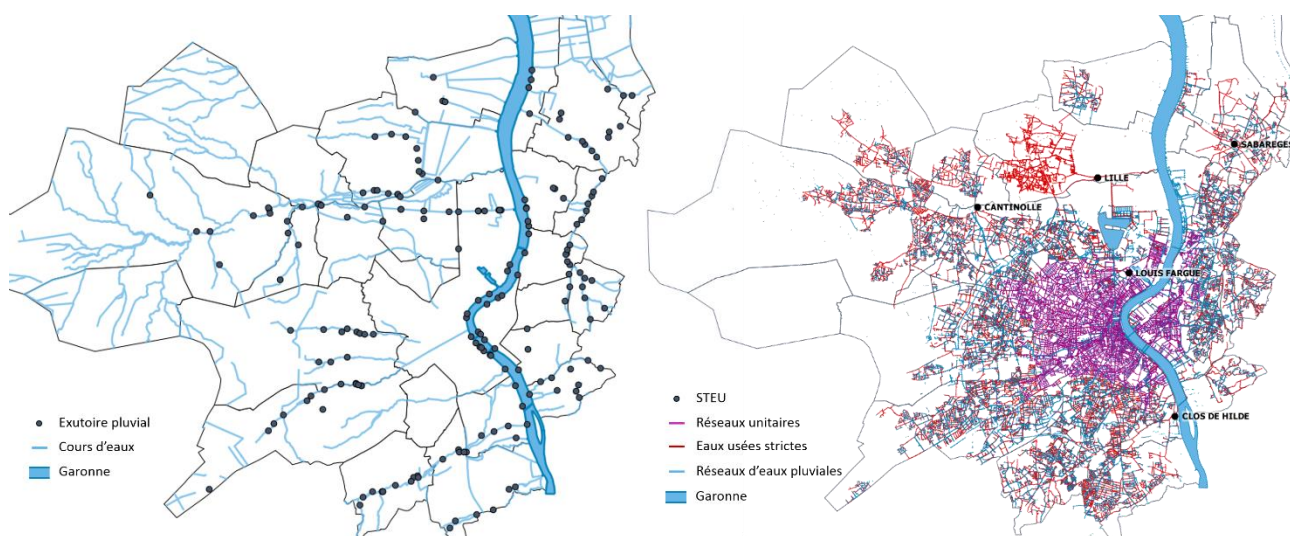 Exutoire pluvial
Cours d'eaux
Garonne
SABAREGES
LILLE
CANTINOLLE
LOUIS FARGUE
CLOS DE HILDE
STEU
Réseaux unitaires
Eaux usées strictes
Réseaux d'eaux pluviales
Garonne